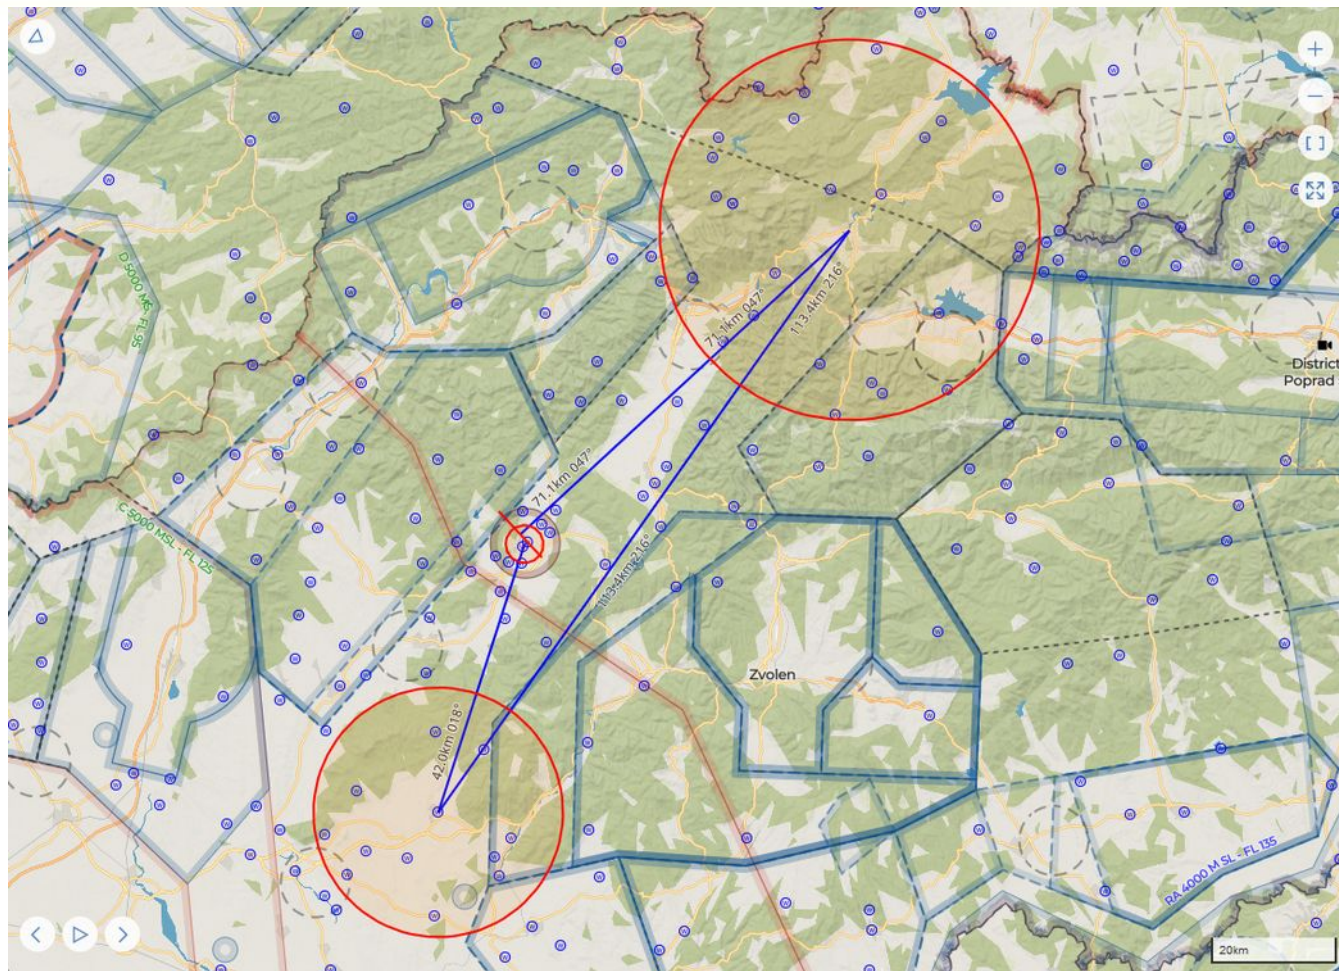 D 5000 MSL - FL 95
C 5000 MSL - FL 125
71.1km 047°
113.4km 216°
71.1km 047°
113.4km 216°
42.0km 018°
District
Poprad
Zvolen
RA 4000 M SL - FL 135
20km